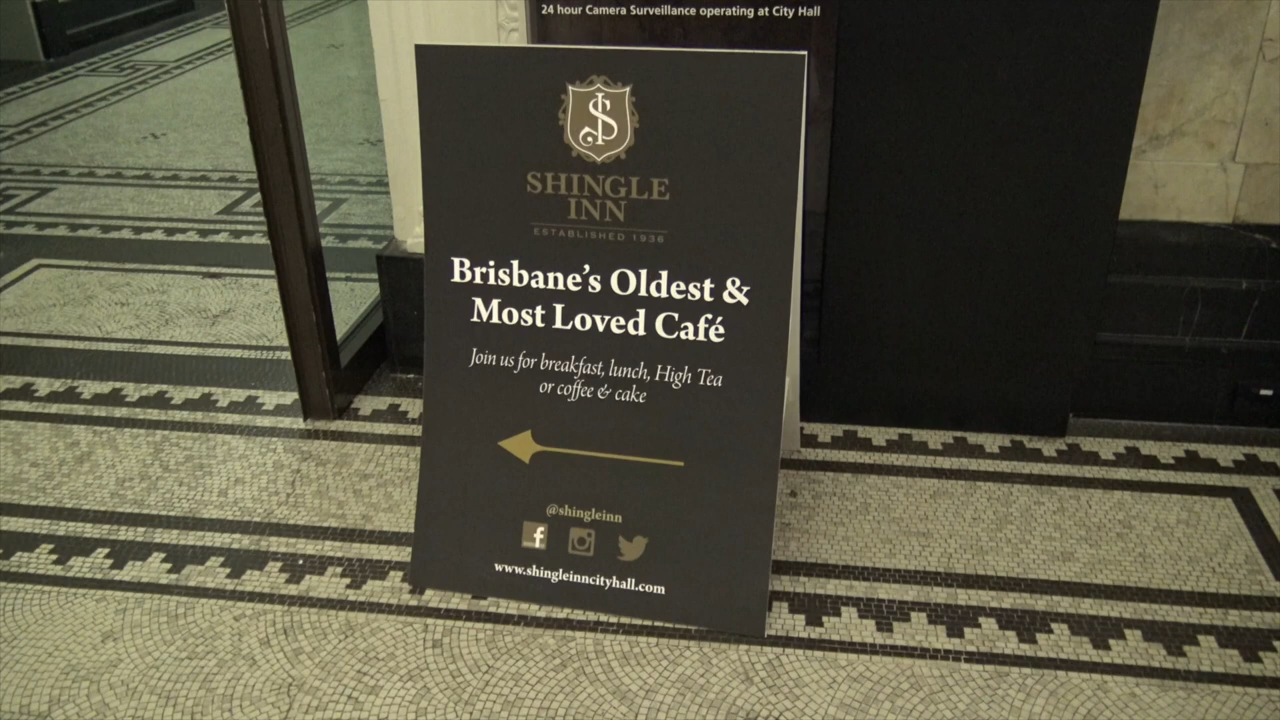 24 hour Camera Surveillance operating at City Hall
SHINGLE
INN
ESTABLISHED 1936
Brisbane's Oldest &
Most Loved Café
Join us for breakfast, lunch, High Tea
or coffee & cake
@shingleinn
www.shingleinncityhall.com